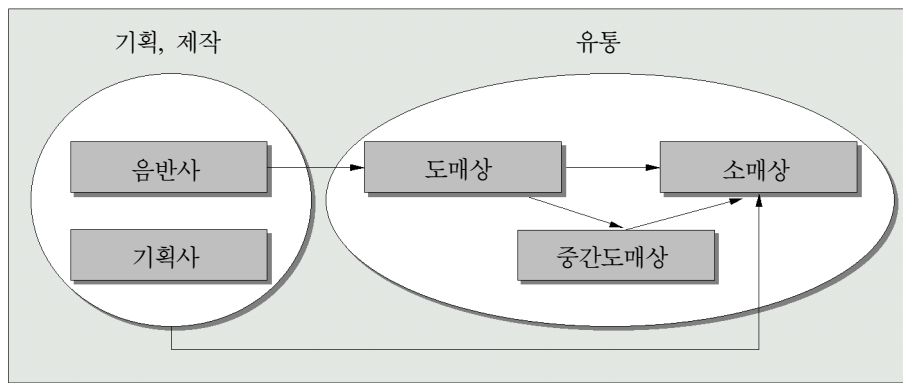 기획, 제작
유통
음반사
도매상
소매상
기획사
중간도매상